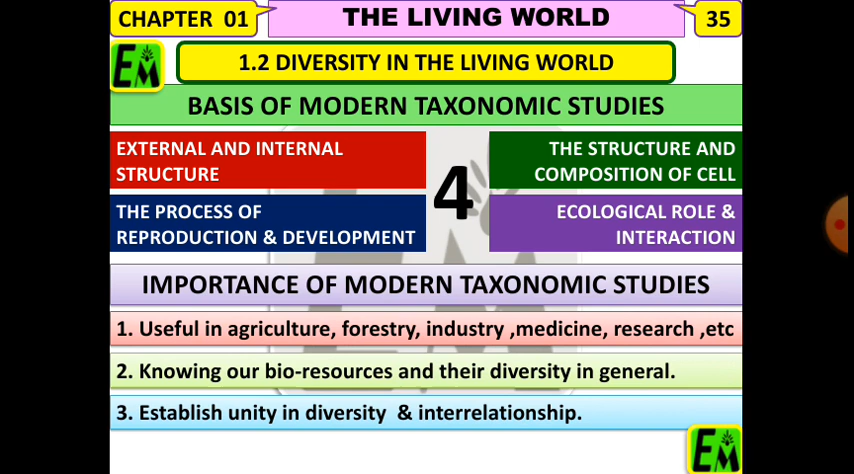 CHAPTER 01
THE LIVING WORLD
35
EM
1.2 DIVERSITY IN THE LIVING WORLD
BASIS OF MODERN TAXONOMIC STUDIES
EXTERNAL AND INTERNAL
STRUCTURE
4
THE STRUCTURE AND
COMPOSITION OF CELL
THE PROCESS OF
REPRODUCTION & DEVELOPMENT
ECOLOGICAL ROLE &
INTERACTION
IMPORTANCE OF MODERN TAXONOMIC STUDIES
1. Useful in agriculture, forestry, industry ,medicine, research ,etc
2. Knowing our bio-resources and their diversity in general.
3. Establish unity in diversity & interrelationship.
EM